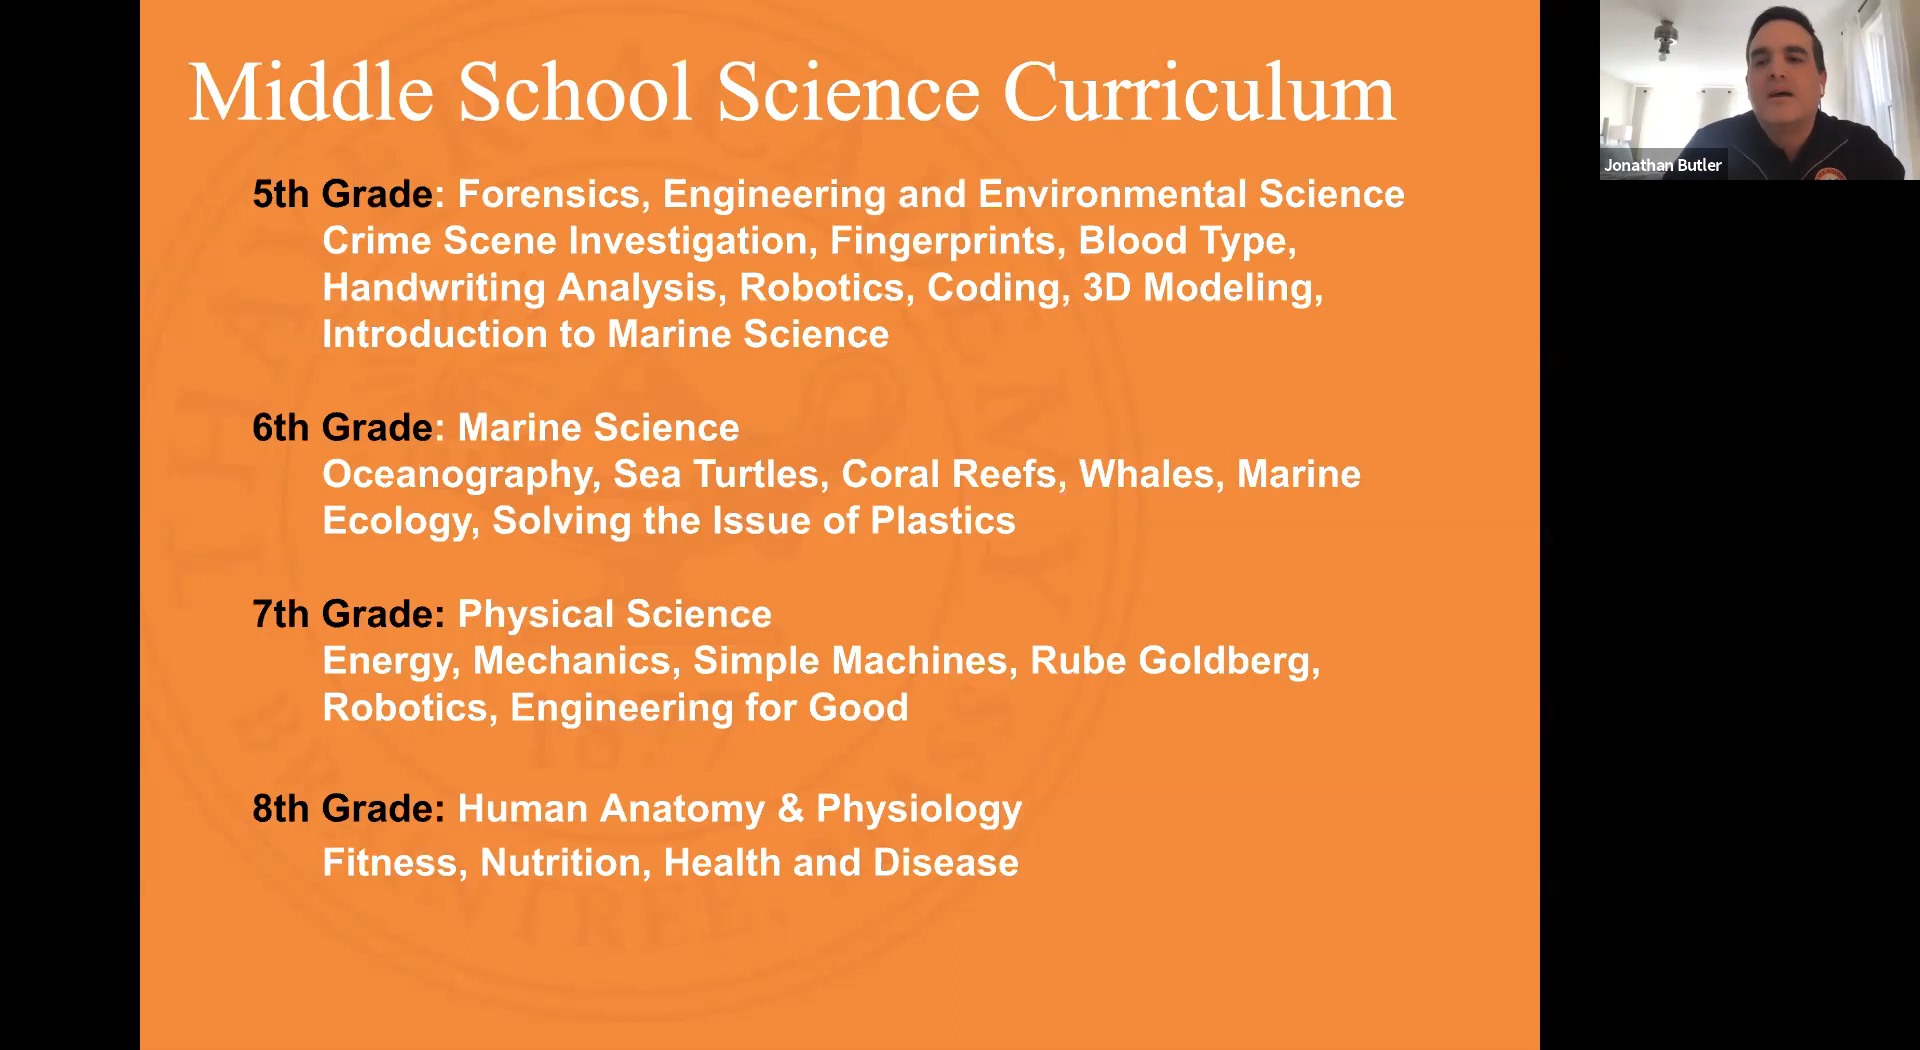 Middle School Science Curriculum
5th Grade: Forensics, Engineering and Environmental Science
Crime Scene Investigation, Fingerprints, Blood Type,
Handwriting Analysis, Robotics, Coding, 3D Modeling,
Introduction to Marine Science
6th Grade: Marine Science
Oceanography, Sea Turtles, Coral Reefs, Whales, Marine
Ecology, Solving the Issue of Plastics
7th Grade: Physical Science
Energy, Mechanics, Simple Machines, Rube Goldberg,
Robotics, Engineering for Good
8th Grade: Human Anatomy & Physiology
Fitness, Nutrition, Health and Disease
THAYER ACADEMY
1877
Jonathan Butler